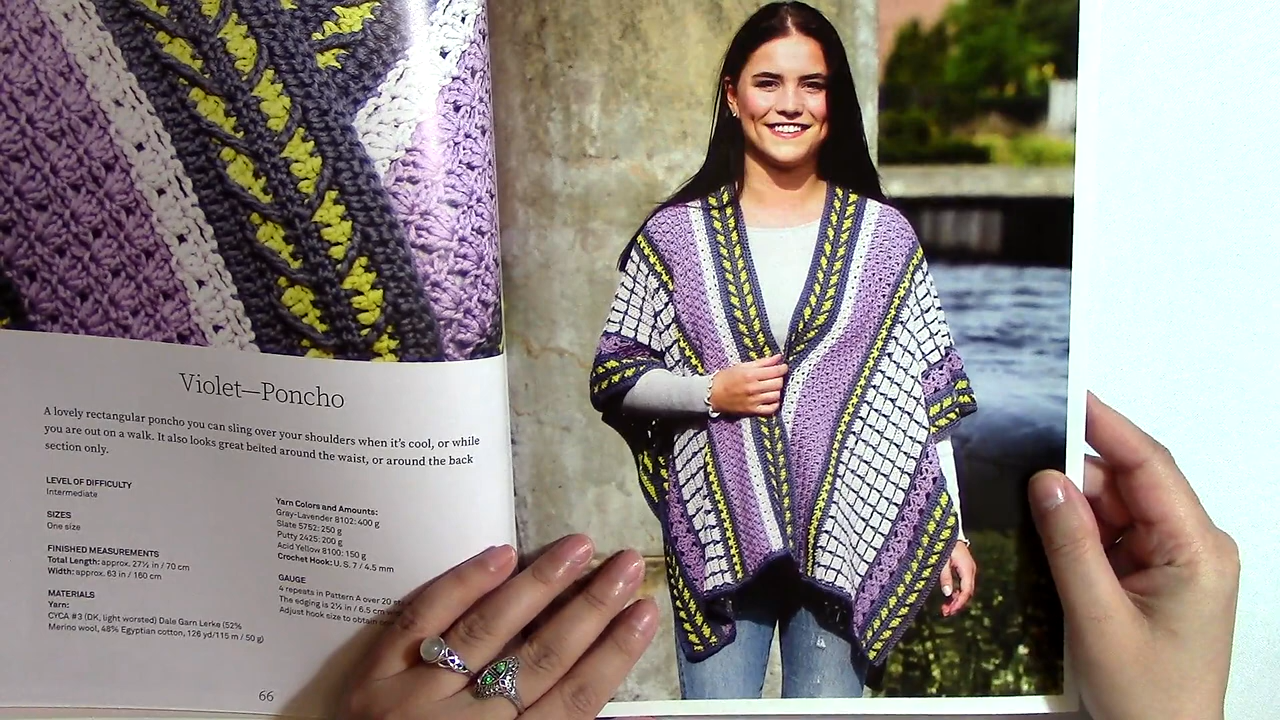 Violet—Poncho
A lovely rectangular poncho you can sling over your shoulders when it's cool, or while
you are out on a walk. It also looks great belted around the waist, or around the back
section only.
LEVEL OF DIFFICULTY
Intermediate
SIZES
One size
FINISHED MEASUREMENTS
Total Length: approx. 27½ in / 70 cm
Width: approx. 63 in / 160 cm
MATERIALS
Yarn:
CYCA #3 (DK, light worsted) Dale Garn Lerke (52%
Merino wool, 48% Egyptian cotton, 126 yd/115 m / 50 g)
Yarn Colors and Amounts:
Gray-Lavender 8102: 400 g
Slate 5752: 250 g
Putty 2425: 200 g
Acid Yellow 8100: 150 g
Crochet Hook: U. S. 7 / 4.5 mm
GAUGE
4 repeats in Pattern A over 20
The edging is 2½ in / 6.5 cm
Adjust hook size to obtain
66